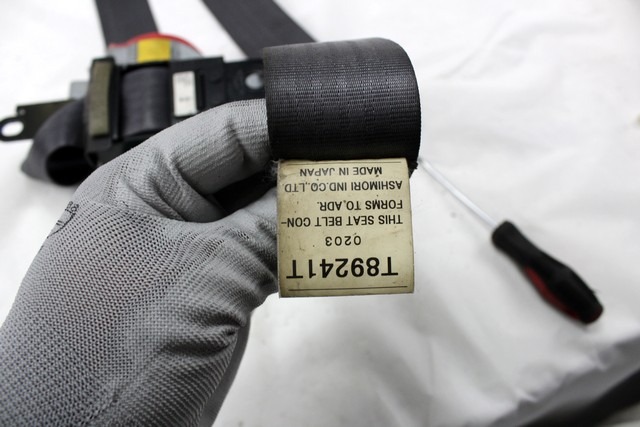 T89241T
0203
THIS SEAT BELT CON-
FORMS TO ADR.
ASHIMORI IND.CO.,LTD.
MADE IN JAPAN